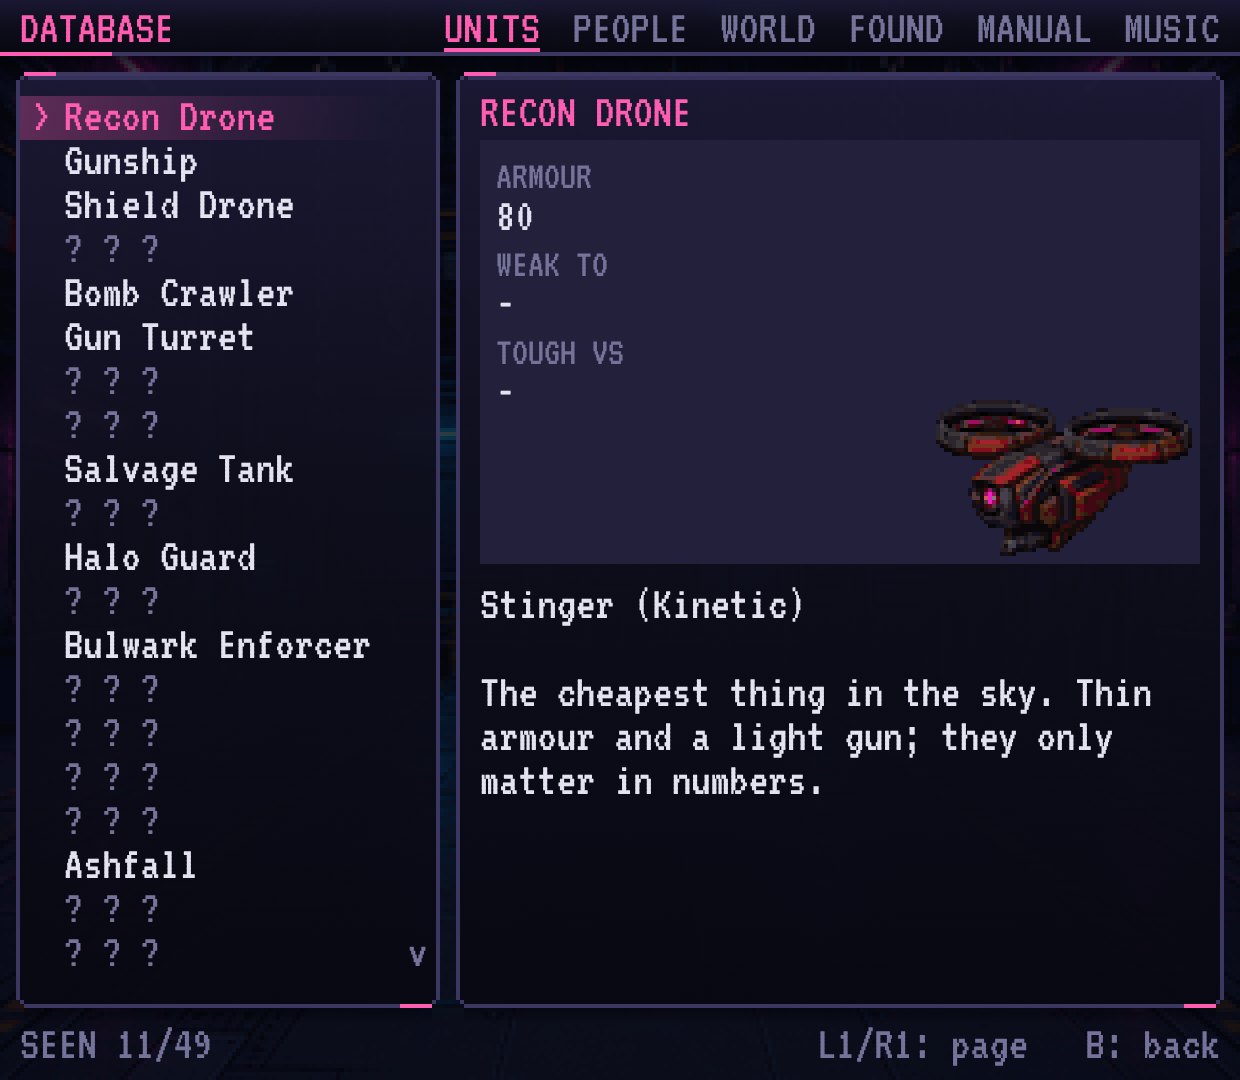 DATABASE
UNITS PEOPLE WORLD FOUND MANUAL MUSIC
> Recon Drone
Gunship
Shield Drone
? ? ?
Bomb Crawler
Gun Turret
? ? ?
? ? ?
Salvage Tank
? ? ?
Halo Guard
? ? ?
Bulwark Enforcer
? ? ?
? ? ?
? ? ?
? ? ?
Ashfall
? ? ?
? ? ?
v
RECON DRONE
ARMOUR
80
WEAK TO
-
TOUGH VS
-
Stinger (Kinetic)
The cheapest thing in the sky. Thin
armour and a light gun; they only
matter in numbers.
SEEN 11/49
L1/R1: page B: back